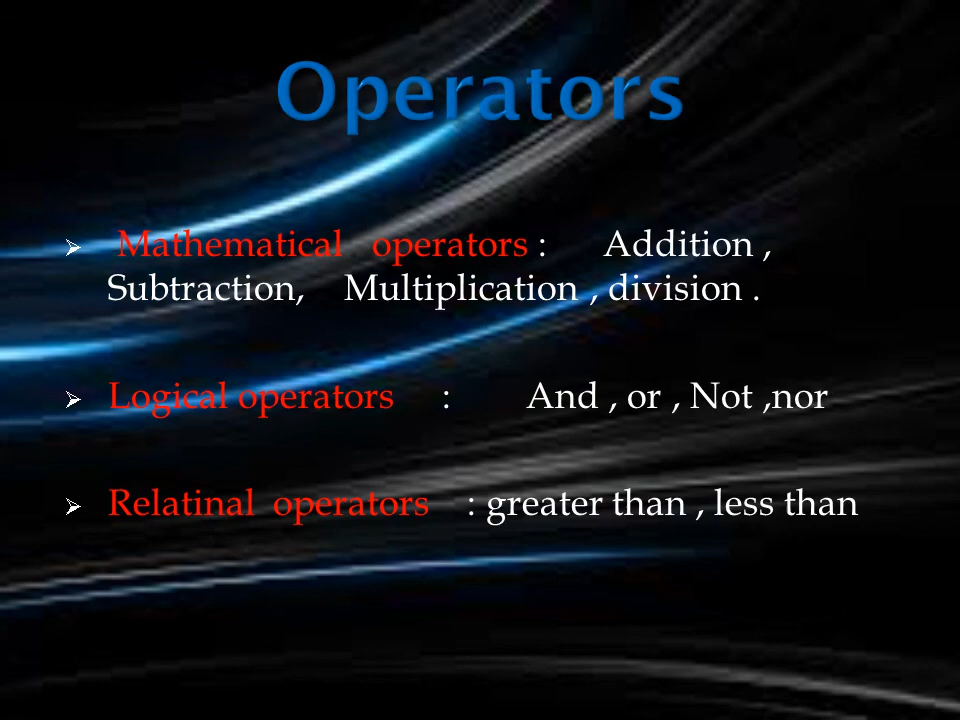 Operators
Mathematical operators : Addition ,
Subtraction, Multiplication , division .
Logical operators : And , or , Not ,nor
Relatinal operators : greater than , less than